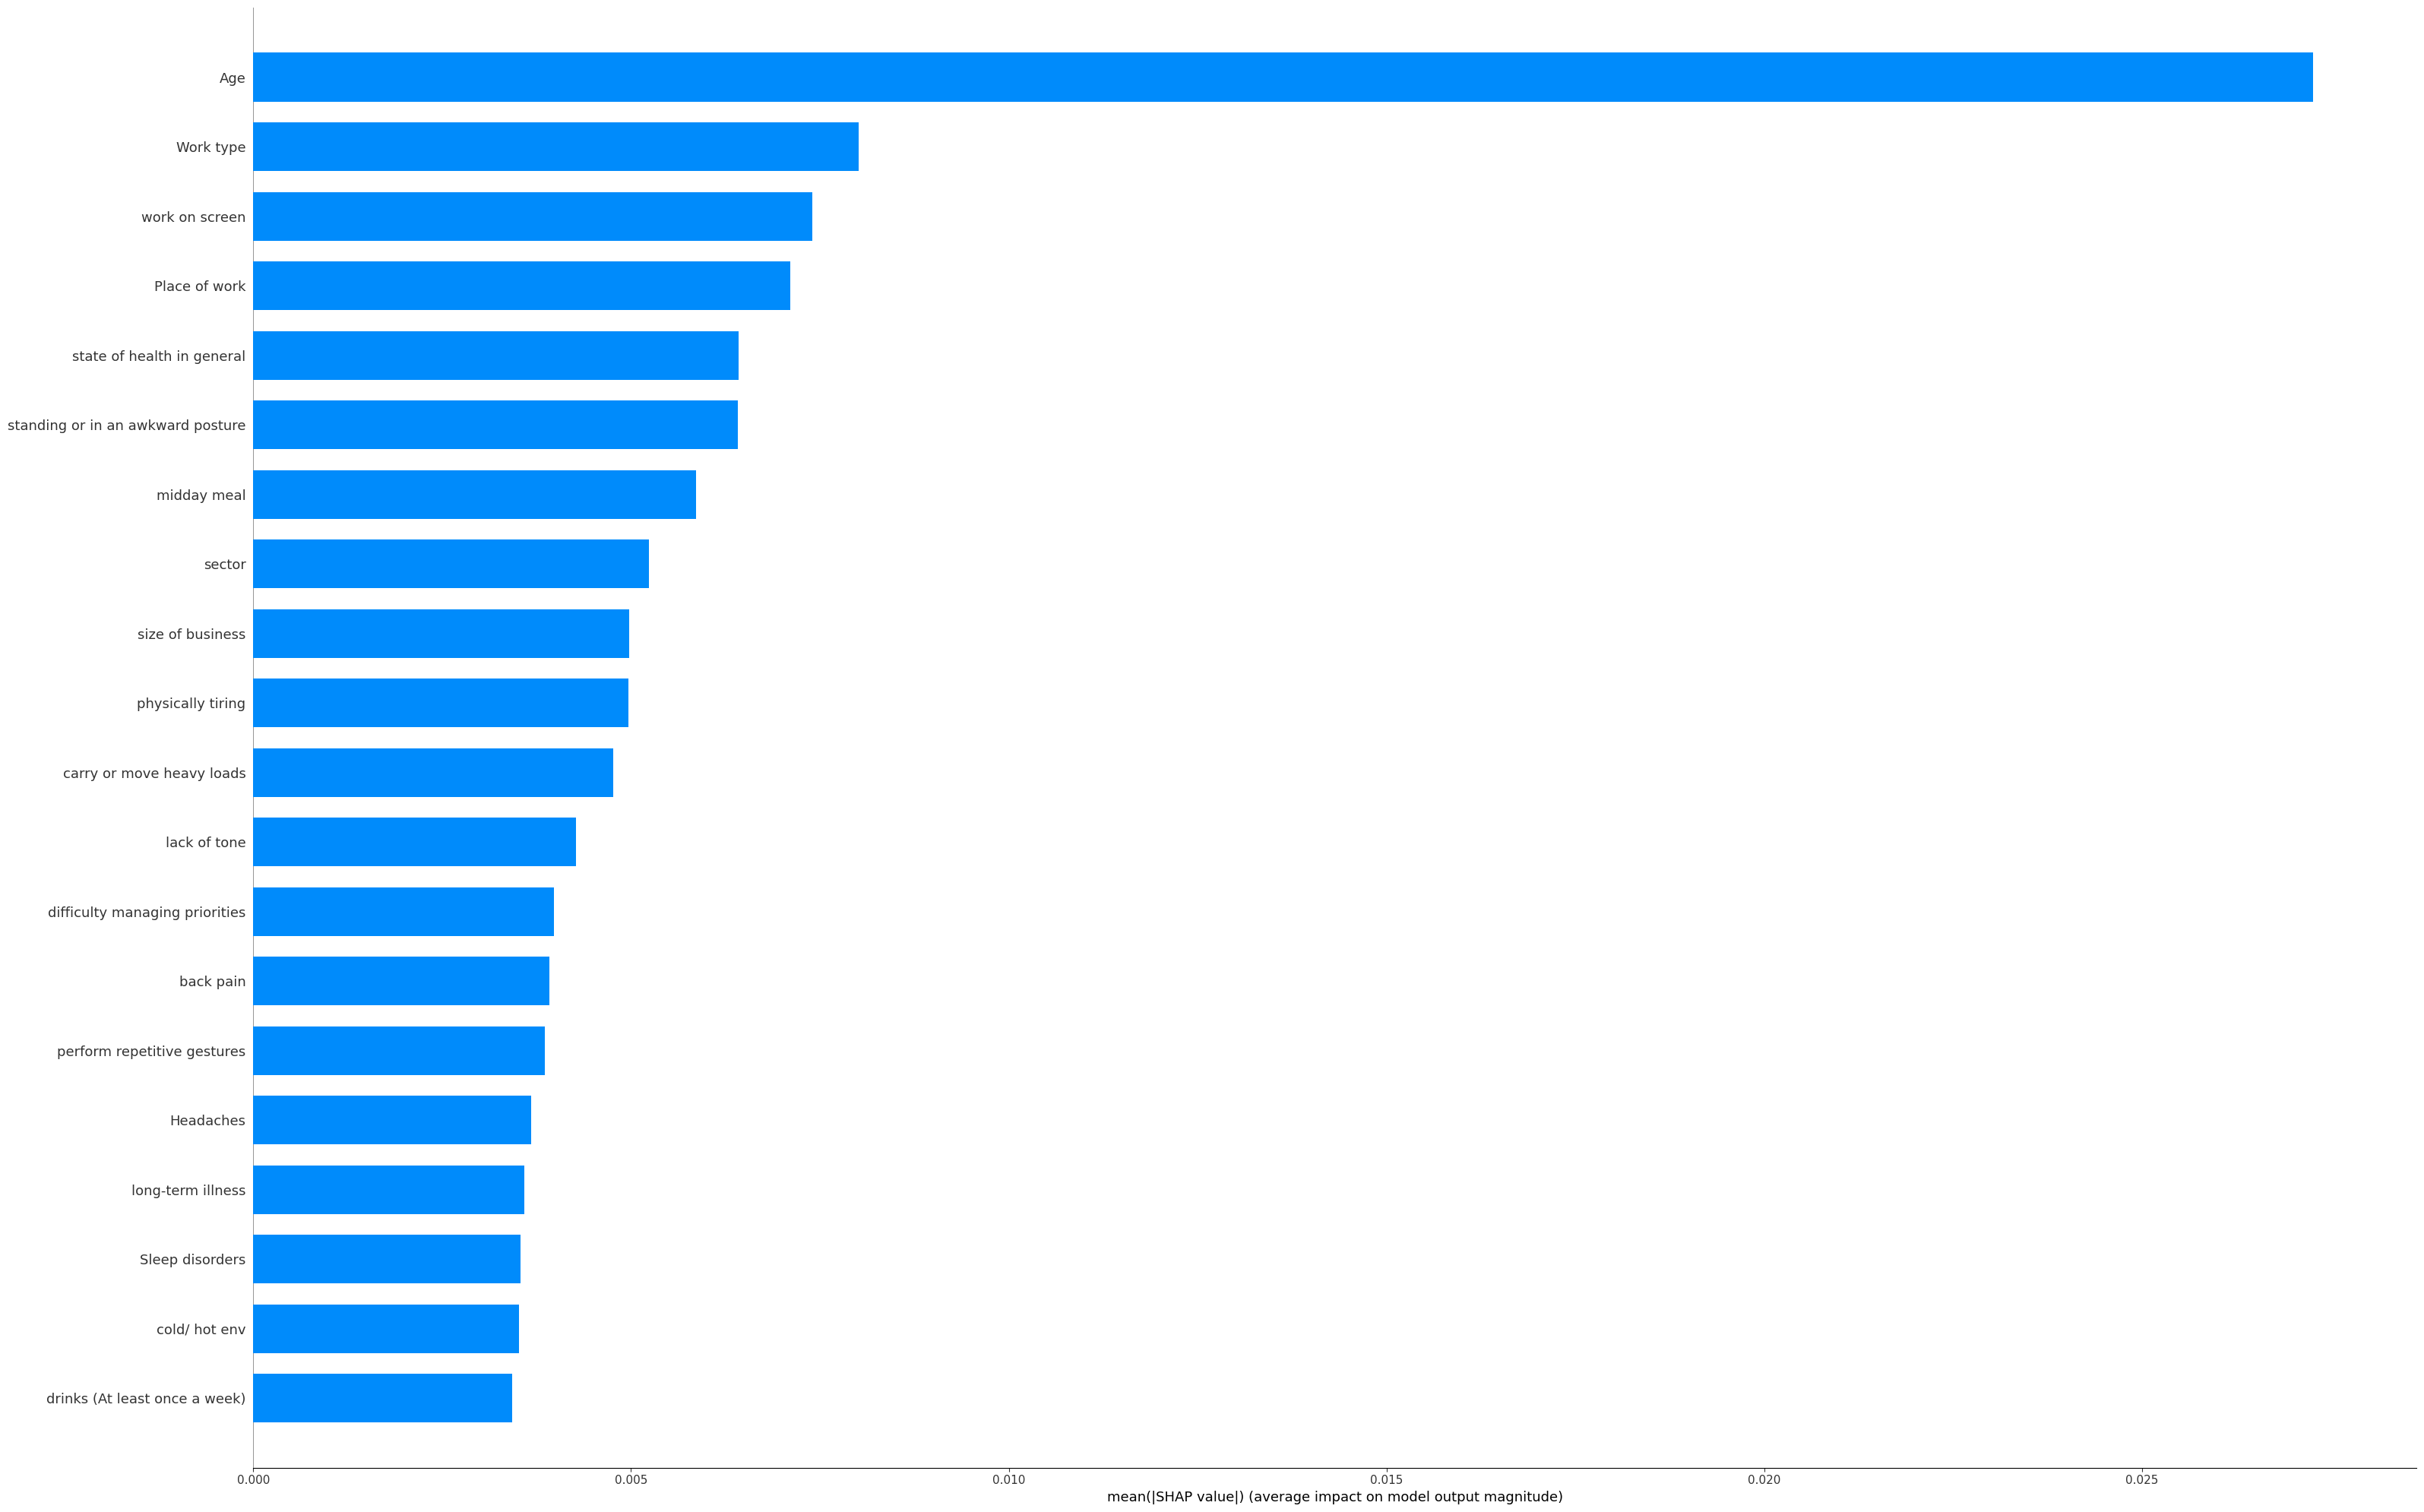 Age
Work type
work on screen
Place of work
state of health in general
standing or in an awkward posture
midday meal
sector
size of business
physically tiring
carry or move heavy loads
lack of tone
difficulty managing priorities
back pain
perform repetitive gestures
Headaches
long-term illness
Sleep disorders
cold/ hot env
drinks (At least once a week)
0.000 0.005 0.010 0.015 0.020 0.025
mean(|SHAP value|) (average impact on model output magnitude)